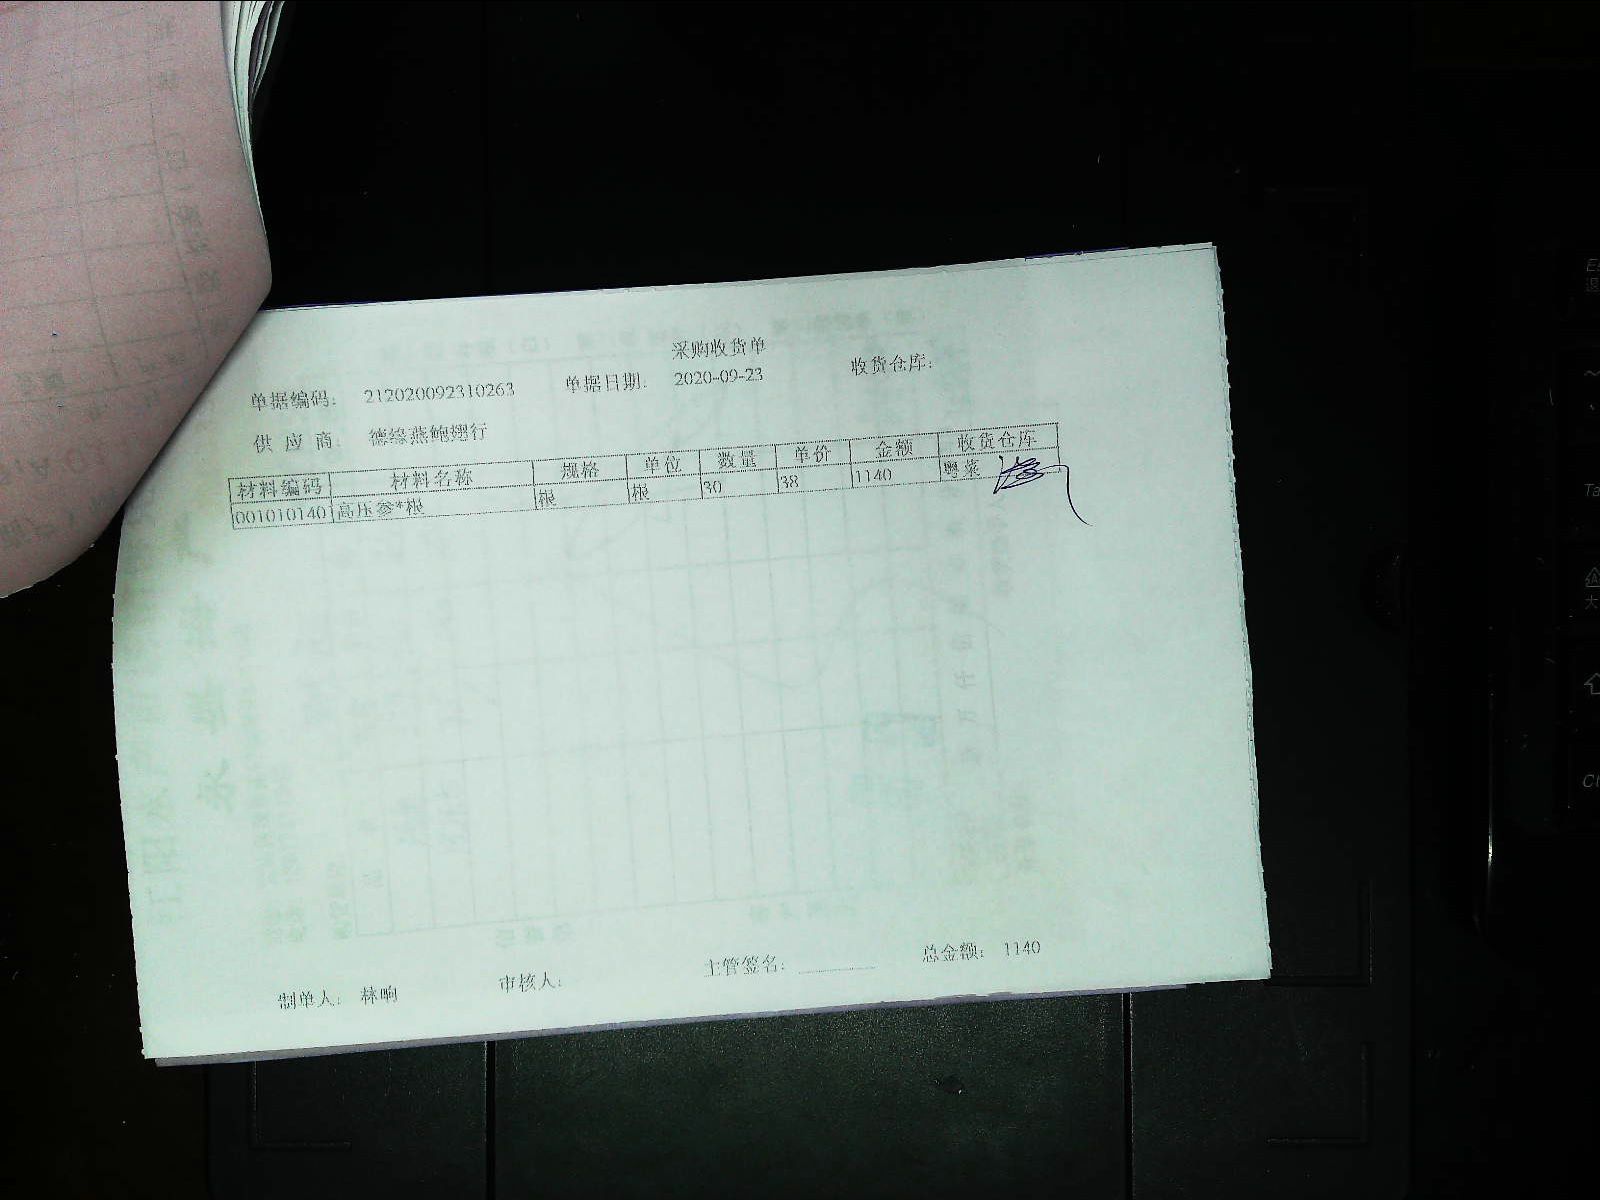 采购收货单
单据编码: 212020092310263 单据日期: 2020-09-23 收货仓库:
供应商: 德缘燕鲍翅行
材料编码 材料名称 规格 单位 数量 单价 金额 收货仓库
001010140 高压参*根 根 根 30 38 1140 粤菜
制单人: 林响 审核人: 主管签名: 总金额: 1140